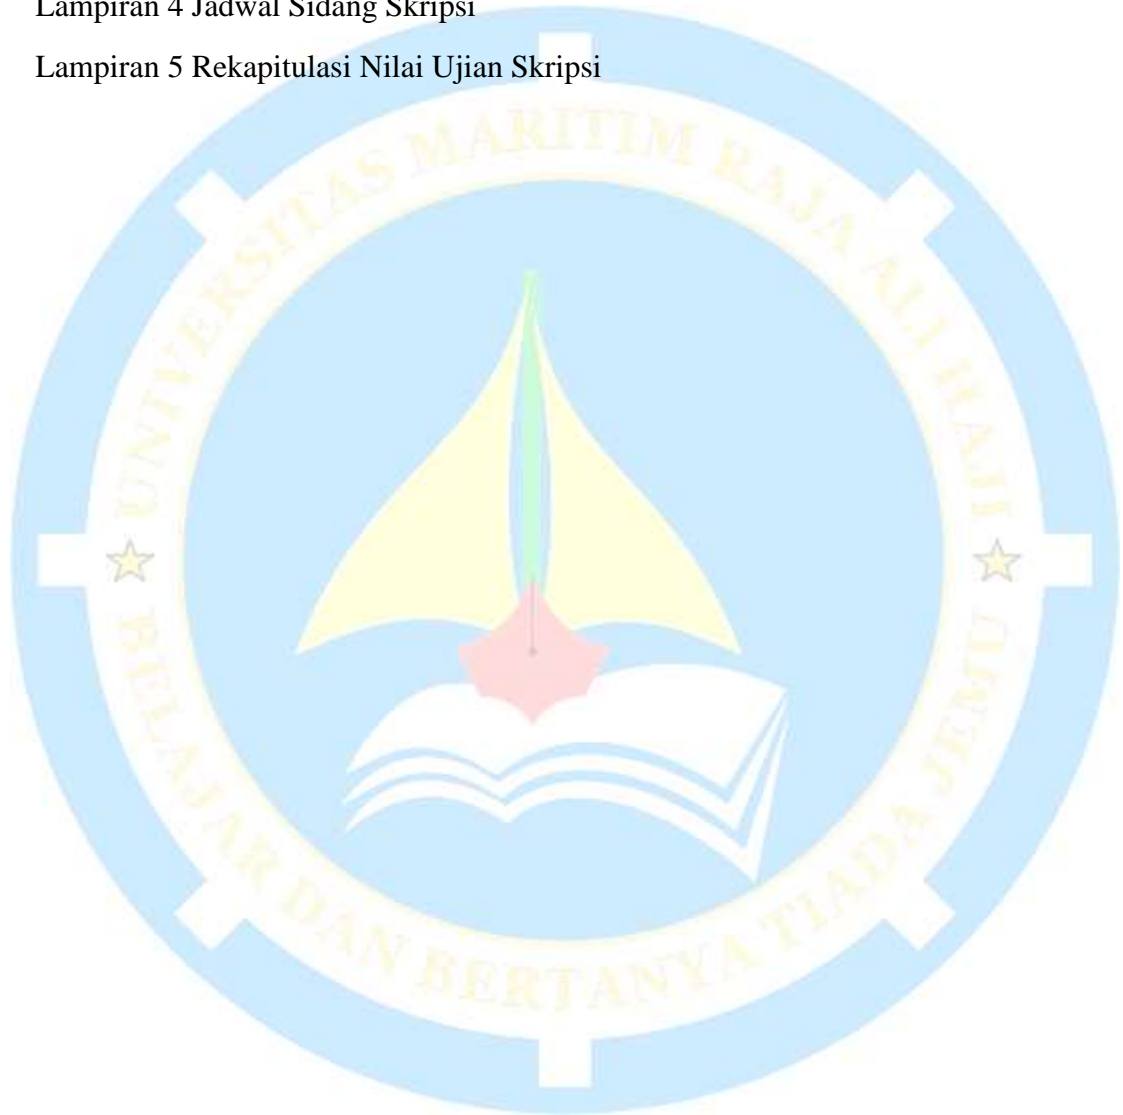 Lampiran 4 Jadwal Sidang Skripsi
Lampiran 5 Rekapitulasi Nilai Ujian Skripsi
UNIVERSITAS MARITIM RAJA ALI HAJI
BELAJAR DAN BERTANYA TIADA JEMU